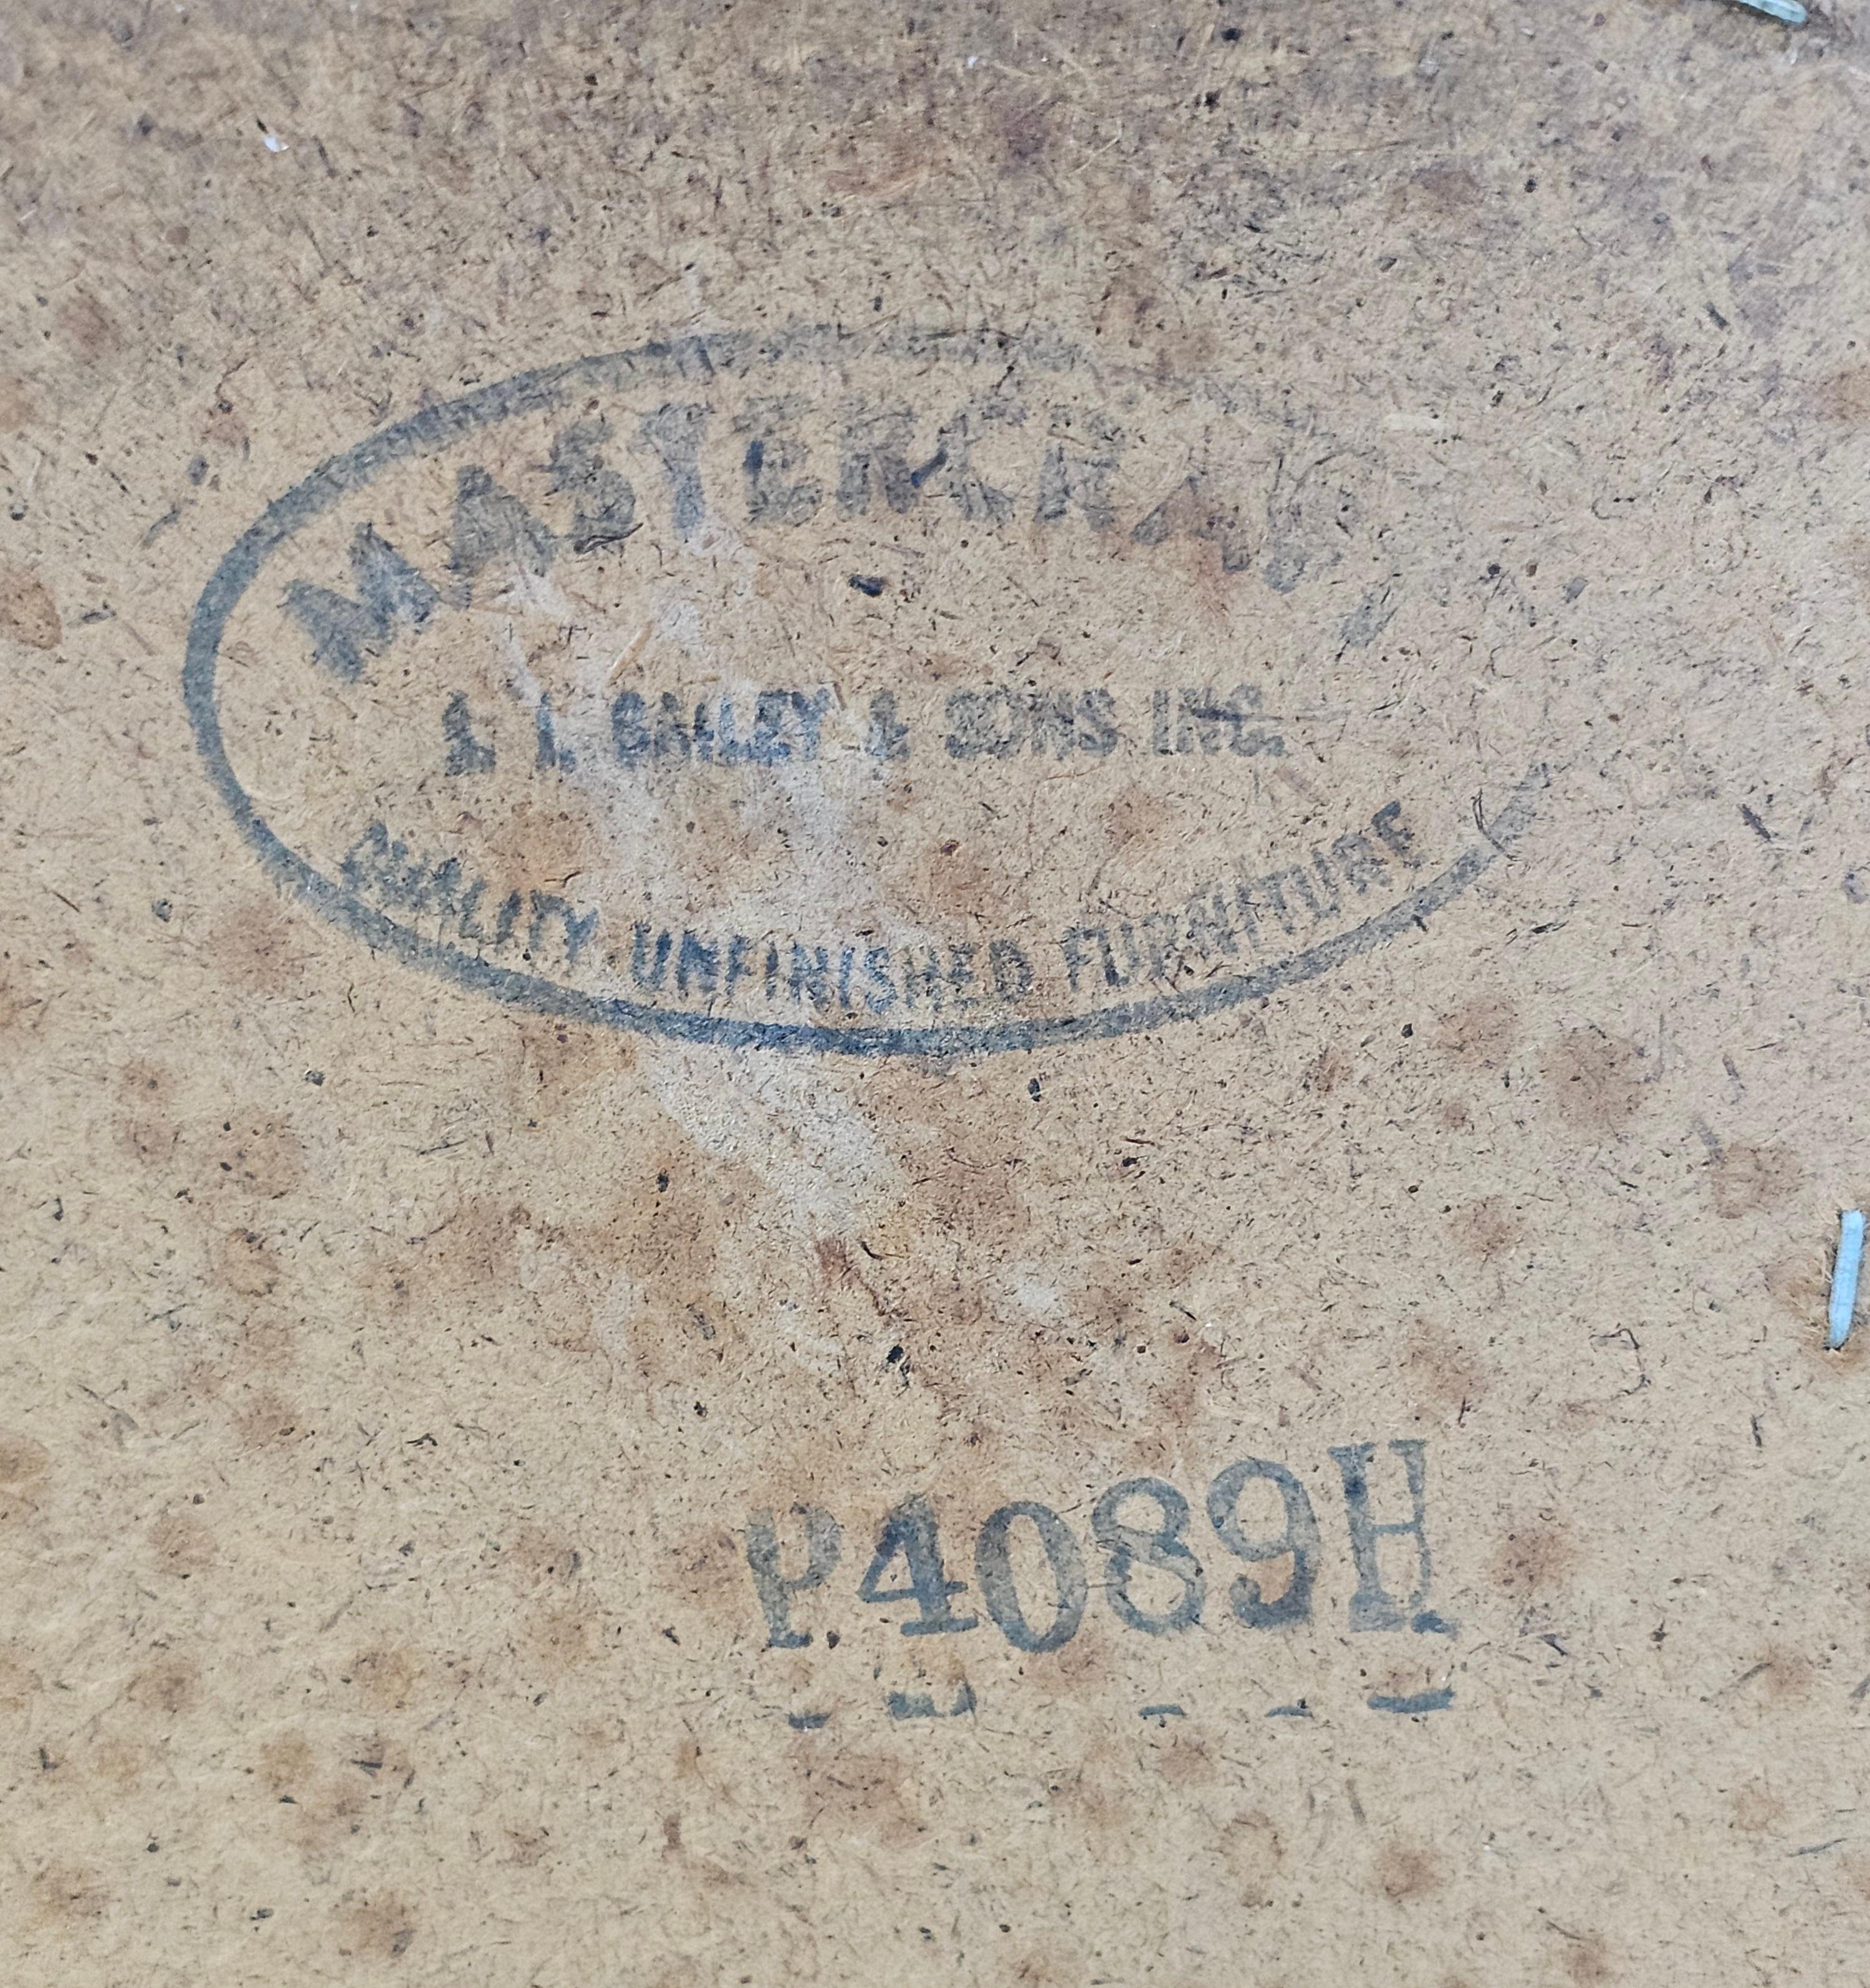 MASTERCRAFT
BAILEY & SONS INC.
QUALITY UNFINISHED FURNITURE
P4089H